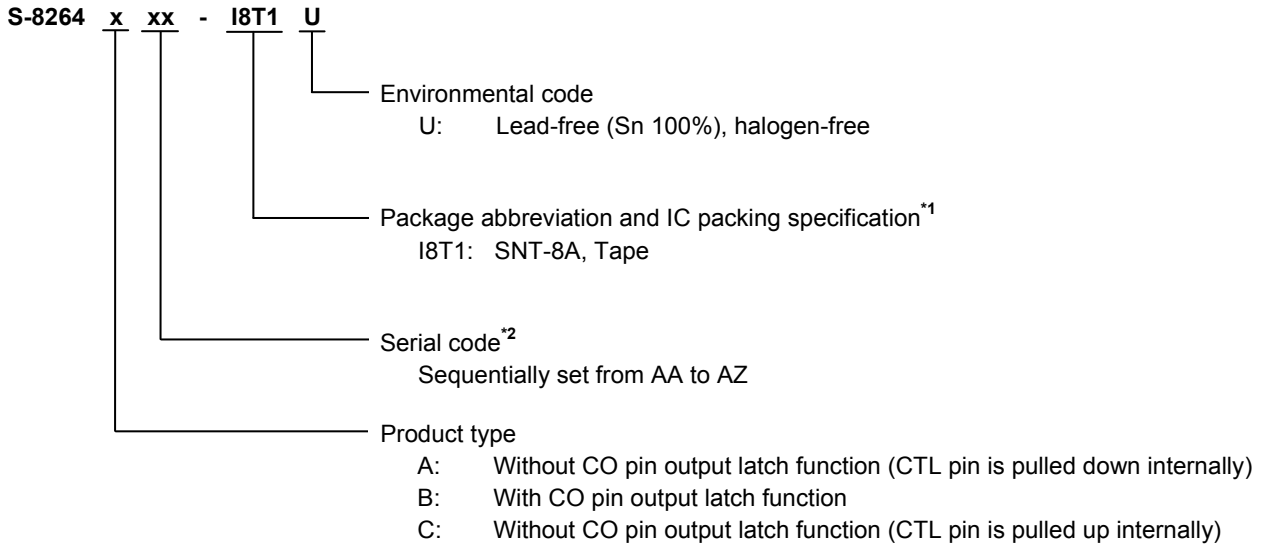 S-8264 x xx - I8T1 U
Environmental code
U: Lead-free (Sn 100%), halogen-free
Package abbreviation and IC packing specification*1
I8T1: SNT-8A, Tape
Serial code*2
Sequentially set from AA to AZ
Product type
A: Without CO pin output latch function (CTL pin is pulled down internally)
B: With CO pin output latch function
C: Without CO pin output latch function (CTL pin is pulled up internally)